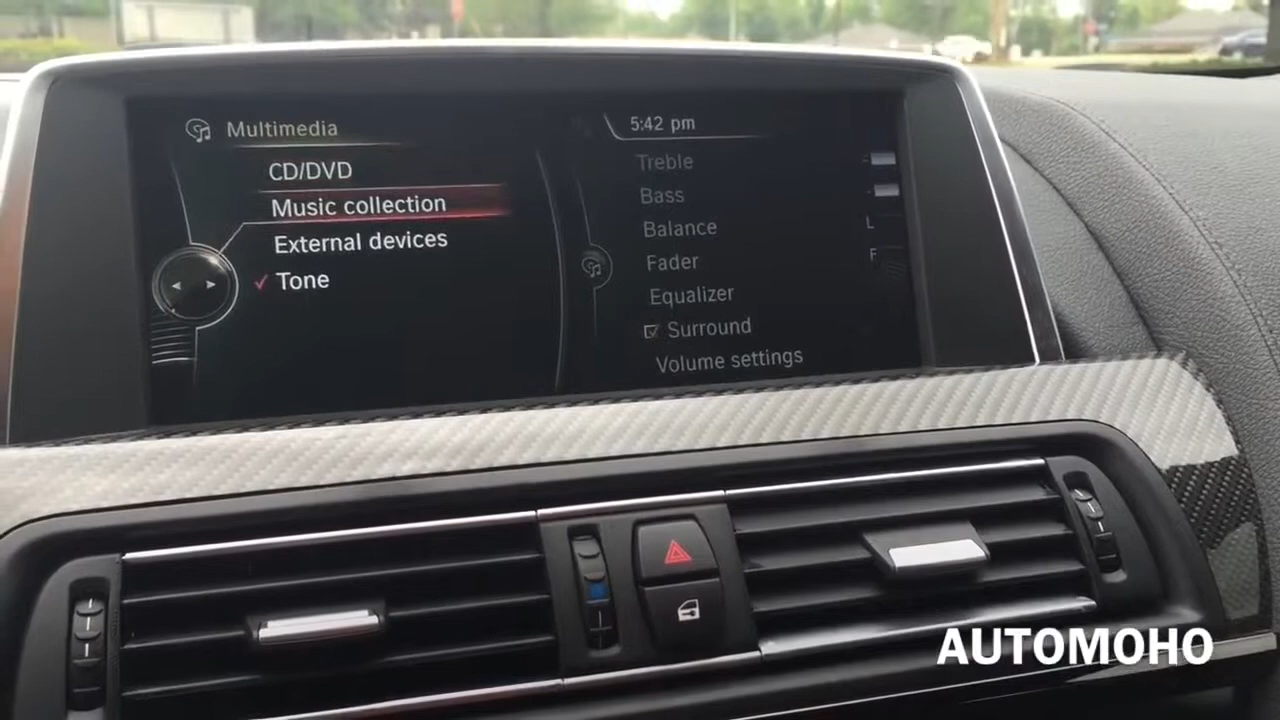 Multimedia
CD/DVD
Music collection
External devices
Tone
5:42 pm
Treble
Bass
Balance
L
Fader
F
Equalizer
Surround
Volume settings
AUTOMOHO